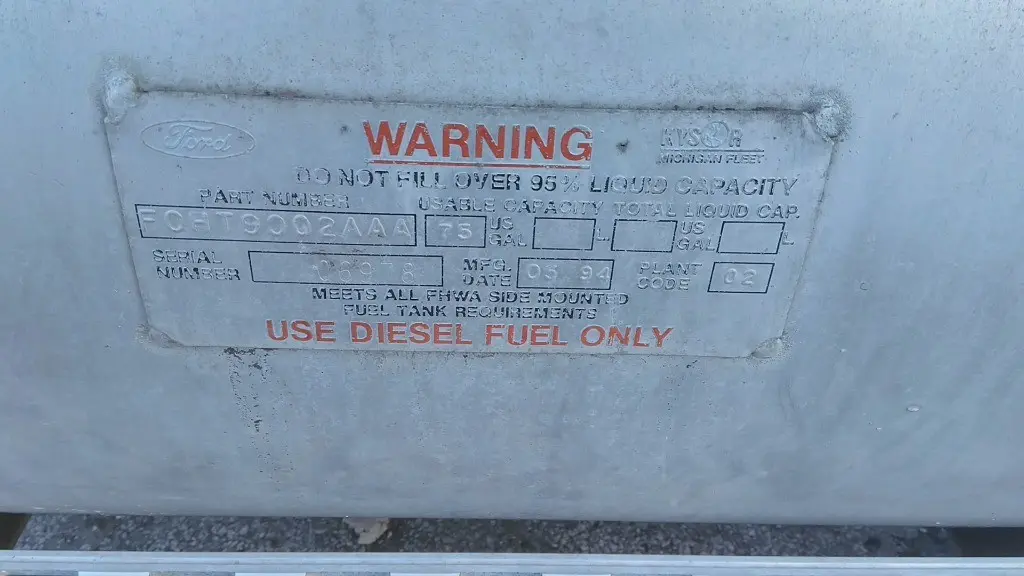 Ford
WARNING
KYSOR
MICHIGAN FLEET
DO NOT FILL OVER 95% LIQUID CAPACITY
PART NUMBER USABLE CAPACITY TOTAL LIQUID CAP.
F0HT9002AAA 75 US GAL L US GAL L
SERIAL NUMBER 06978 MFG. DATE 05 94 PLANT CODE 02
MEETS ALL FHWA SIDE MOUNTED
FUEL TANK REQUIREMENTS
USE DIESEL FUEL ONLY